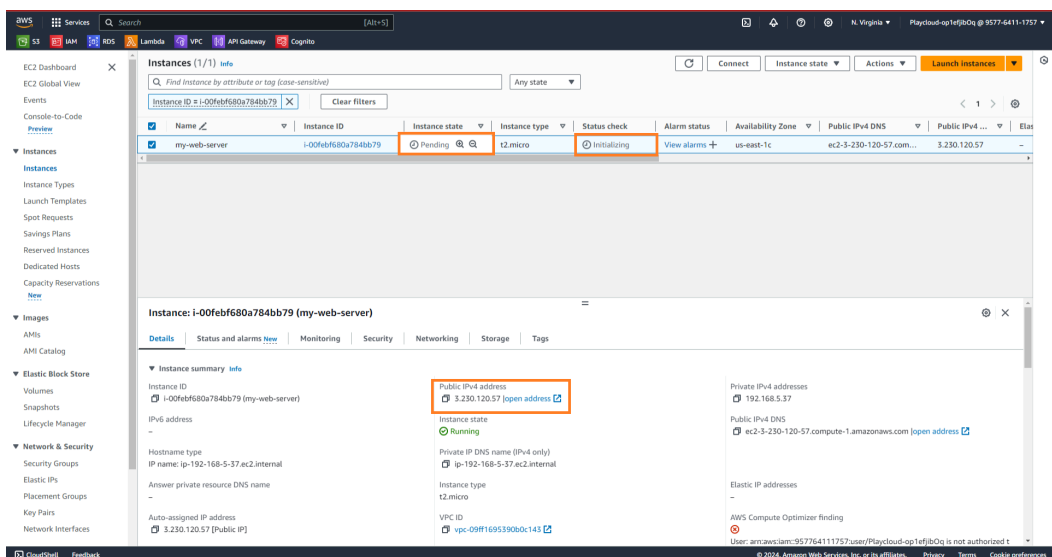 aws Services Search [Alt+S] N. Virginia Playcloud-op1efjibOq @ 9577-6411-1757
S3 IAM RDS Lambda VPC API Gateway Cognito
EC2 Dashboard
EC2 Global View
Events
Console-to-Code
Preview
Instances
Instances
Instance Types
Launch Templates
Spot Requests
Savings Plans
Reserved Instances
Dedicated Hosts
Capacity Reservations
New
Images
AMIs
AMI Catalog
Elastic Block Store
Volumes
Snapshots
Lifecycle Manager
Network & Security
Security Groups
Elastic IPs
Placement Groups
Key Pairs
Network Interfaces
Instances (1/1) Info Connect Instance state Actions Launch instances
Find Instance by attribute or tag (case-sensitive) Any state
Instance ID = i-00febf680a784bb79 Clear filters 1
Name Instance ID Instance state Instance type Status check Alarm status Availability Zone Public IPv4 DNS Public IPv4 ... Elas
my-web-server i-00febf680a784bb79 Pending t2.micro Initializing View alarms + us-east-1c ec2-3-230-120-57.com... 3.230.120.57 –
Instance: i-00febf680a784bb79 (my-web-server)
Details Status and alarms New Monitoring Security Networking Storage Tags
Instance summary Info
Instance ID Public IPv4 address Private IPv4 addresses
i-00febf680a784bb79 (my-web-server) 3.230.120.57 |open address 192.168.5.37
IPv6 address Instance state Public IPv4 DNS
– Running ec2-3-230-120-57.compute-1.amazonaws.com |open address
Hostname type Private IP DNS name (IPv4 only)
IP name: ip-192-168-5-37.ec2.internal ip-192-168-5-37.ec2.internal
Answer private resource DNS name Instance type Elastic IP addresses
– t2.micro –
Auto-assigned IP address VPC ID AWS Compute Optimizer finding
3.230.120.57 [Public IP] vpc-09ff1695390b0c143
User: arn:aws:iam::957764111757:user/Playcloud-op1efjibOq is not authorized t
CloudShell Feedback © 2024, Amazon Web Services, Inc. or its affiliates. Privacy Terms Cookie preferences